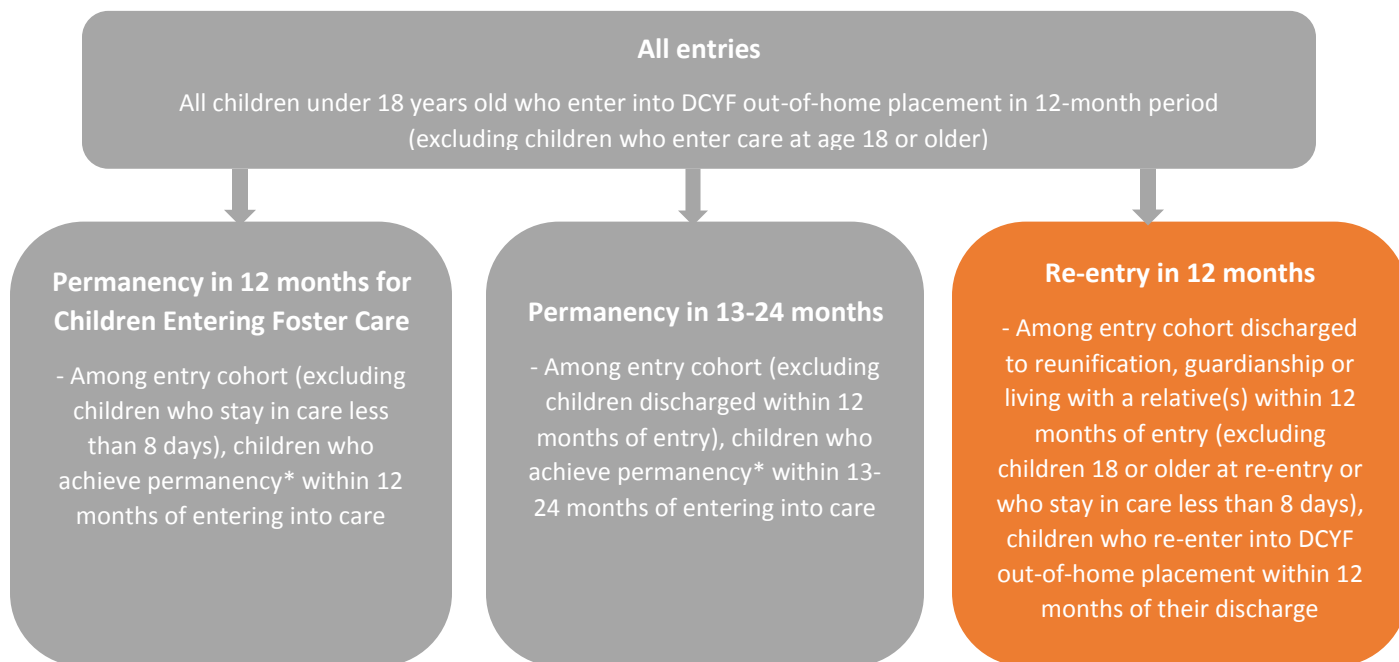 All entries
All children under 18 years old who enter into DCYF out-of-home placement in 12-month period
(excluding children who enter care at age 18 or older)
Permanency in 12 months for
Children Entering Foster Care
- Among entry cohort (excluding
children who stay in care less
than 8 days), children who
achieve permanency* within 12
months of entering into care
Permanency in 13-24 months
- Among entry cohort (excluding
children discharged within 12
months of entry), children who
achieve permanency* within 13-
24 months of entering into care
Re-entry in 12 months
- Among entry cohort discharged
to reunification, guardianship or
living with a relative(s) within 12
months of entry (excluding
children 18 or older at re-entry or
who stay in care less than 8 days),
children who re-enter into DCYF
out-of-home placement within 12
months of their discharge